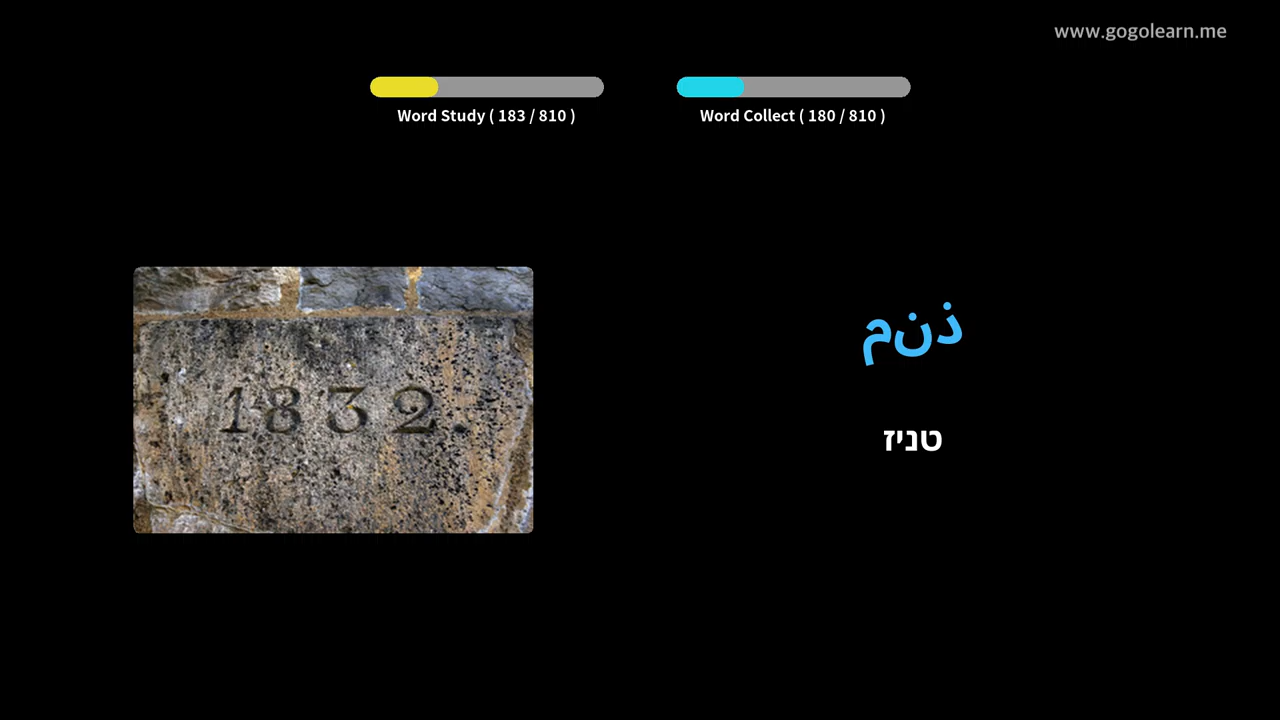 www.gogolearn.me
Word Study ( 183 / 810 )
Word Collect ( 180 / 810 )
1832.
ذنم
טניז